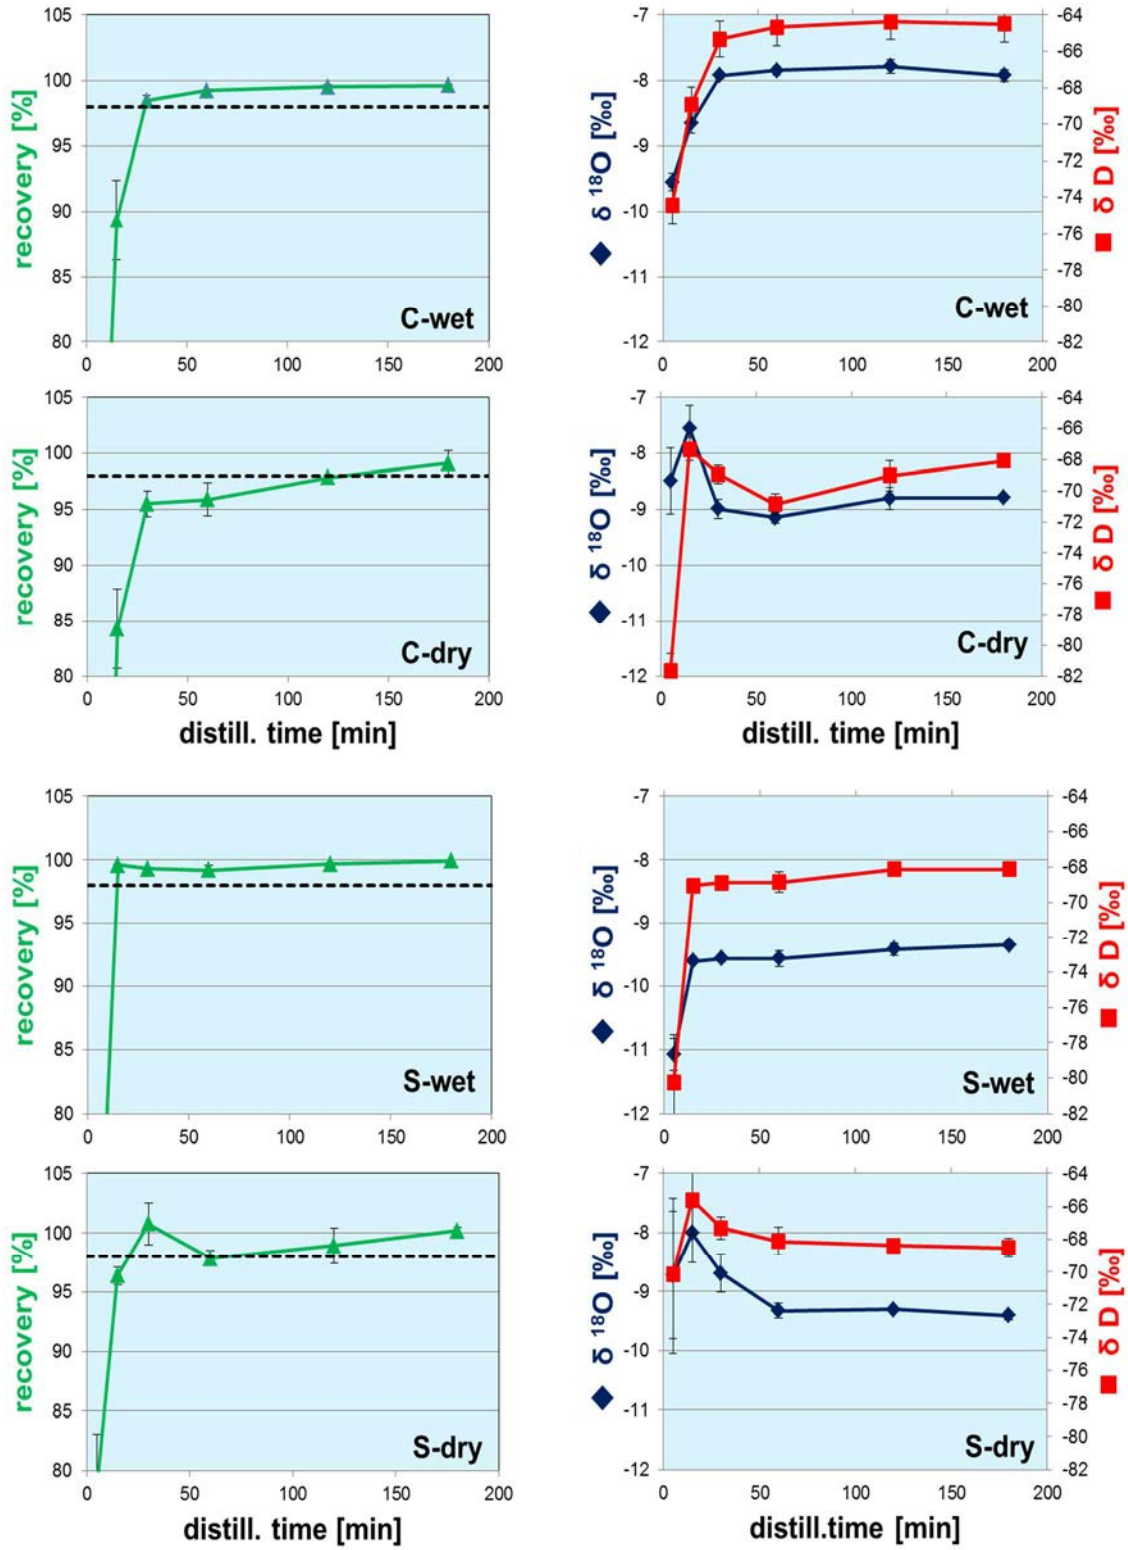 105
100
95
90
85
80
recovery [%]
C-wet
0 50 100 150 200
-7
-8
-9
-10
-11
-12
δ ¹⁸O [‰]
-64
-66
-68
-70
-72
-74
-76
-78
-80
-82
δ D [‰]
C-wet
0 50 100 150 200
105
100
95
90
85
80
recovery [%]
C-dry
0 50 100 150 200
distill. time [min]
-7
-8
-9
-10
-11
-12
δ ¹⁸O [‰]
-64
-66
-68
-70
-72
-74
-76
-78
-80
-82
δ D [‰]
C-dry
0 50 100 150 200
distill. time [min]
105
100
95
90
85
80
recovery [%]
S-wet
0 50 100 150 200
-7
-8
-9
-10
-11
-12
δ ¹⁸O [‰]
-64
-66
-68
-70
-72
-74
-76
-78
-80
-82
δ D [‰]
S-wet
0 50 100 150 200
105
100
95
90
85
80
recovery [%]
S-dry
0 50 100 150 200
distill. time [min]
-7
-8
-9
-10
-11
-12
δ ¹⁸O [‰]
-64
-66
-68
-70
-72
-74
-76
-78
-80
-82
δ D [‰]
S-dry
0 50 100 150 200
distill.time [min]